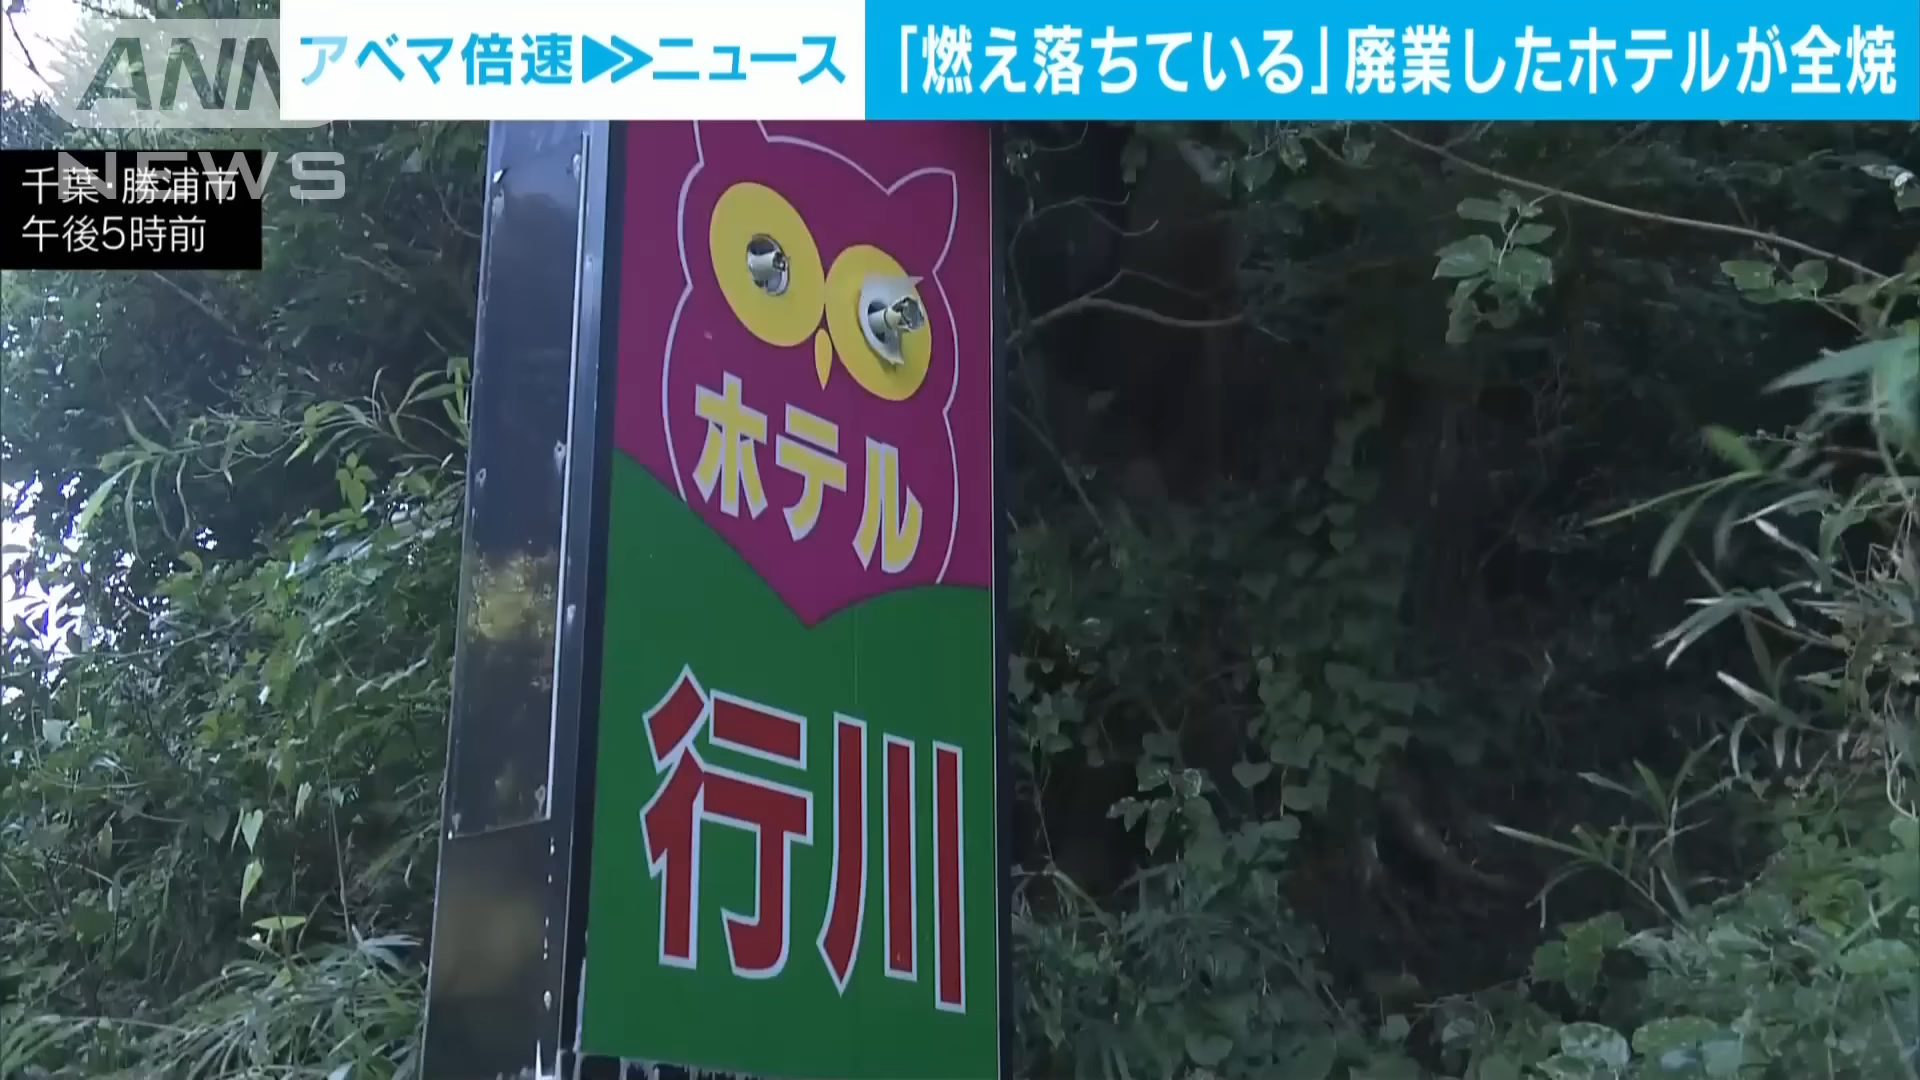 ANN
NEWS
アベマ倍速▶≫ニュース
「燃え落ちている」廃業したホテルが全焼
千葉・勝浦市
午後5時前
ホテル
行川